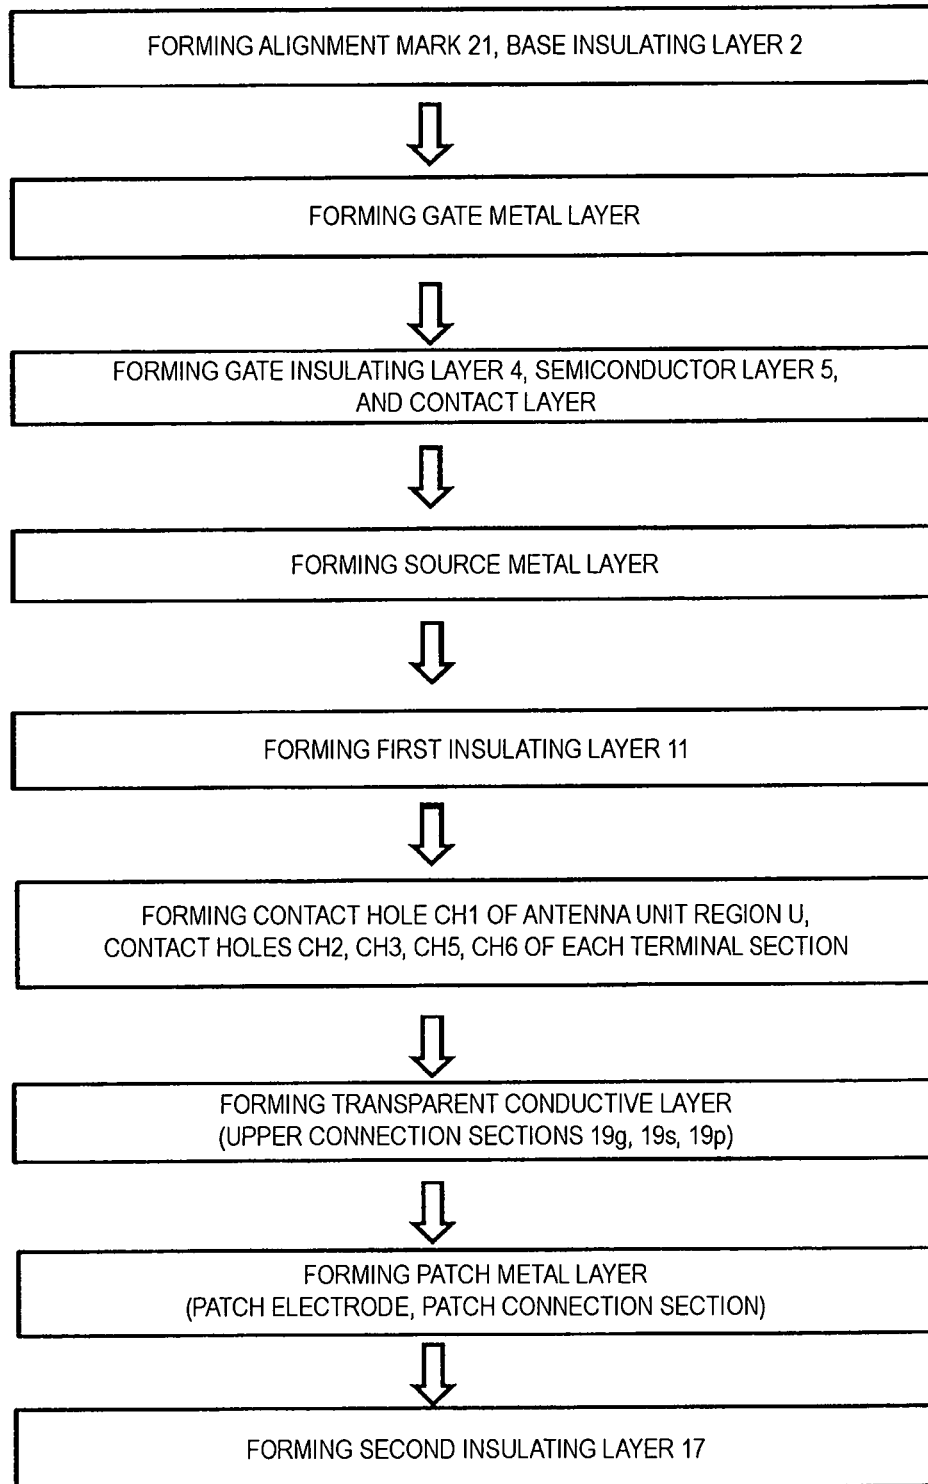 FORMING ALIGNMENT MARK 21, BASE INSULATING LAYER 2
FORMING GATE METAL LAYER
FORMING GATE INSULATING LAYER 4, SEMICONDUCTOR LAYER 5,
AND CONTACT LAYER
FORMING SOURCE METAL LAYER
FORMING FIRST INSULATING LAYER 11
FORMING CONTACT HOLE CH1 OF ANTENNA UNIT REGION U,
CONTACT HOLES CH2, CH3, CH5, CH6 OF EACH TERMINAL SECTION
FORMING TRANSPARENT CONDUCTIVE LAYER
(UPPER CONNECTION SECTIONS 19g, 19s, 19p)
FORMING PATCH METAL LAYER
(PATCH ELECTRODE, PATCH CONNECTION SECTION)
FORMING SECOND INSULATING LAYER 17